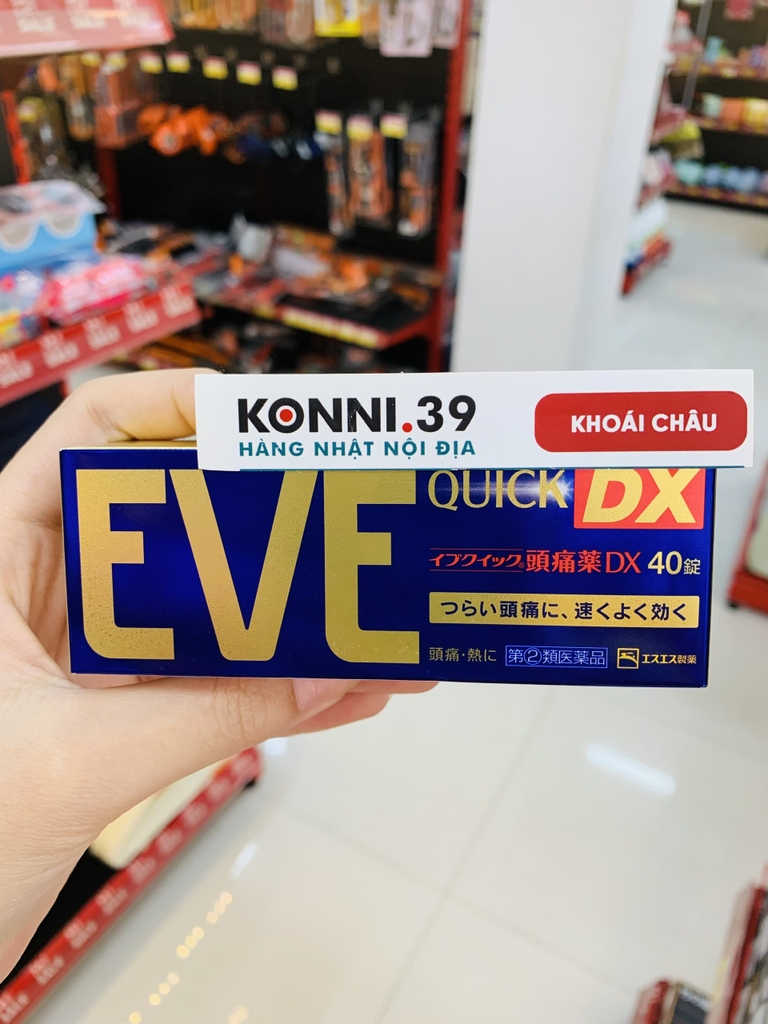 KONNI.39
HÀNG NHẬT NỘI ĐỊA
KHOÁI CHÂU
EVE
QUICK DX
イブクイック® 頭痛薬DX 40錠
つらい頭痛に、速くよく効く
頭痛・熱に 第②類医薬品 エスエス製薬